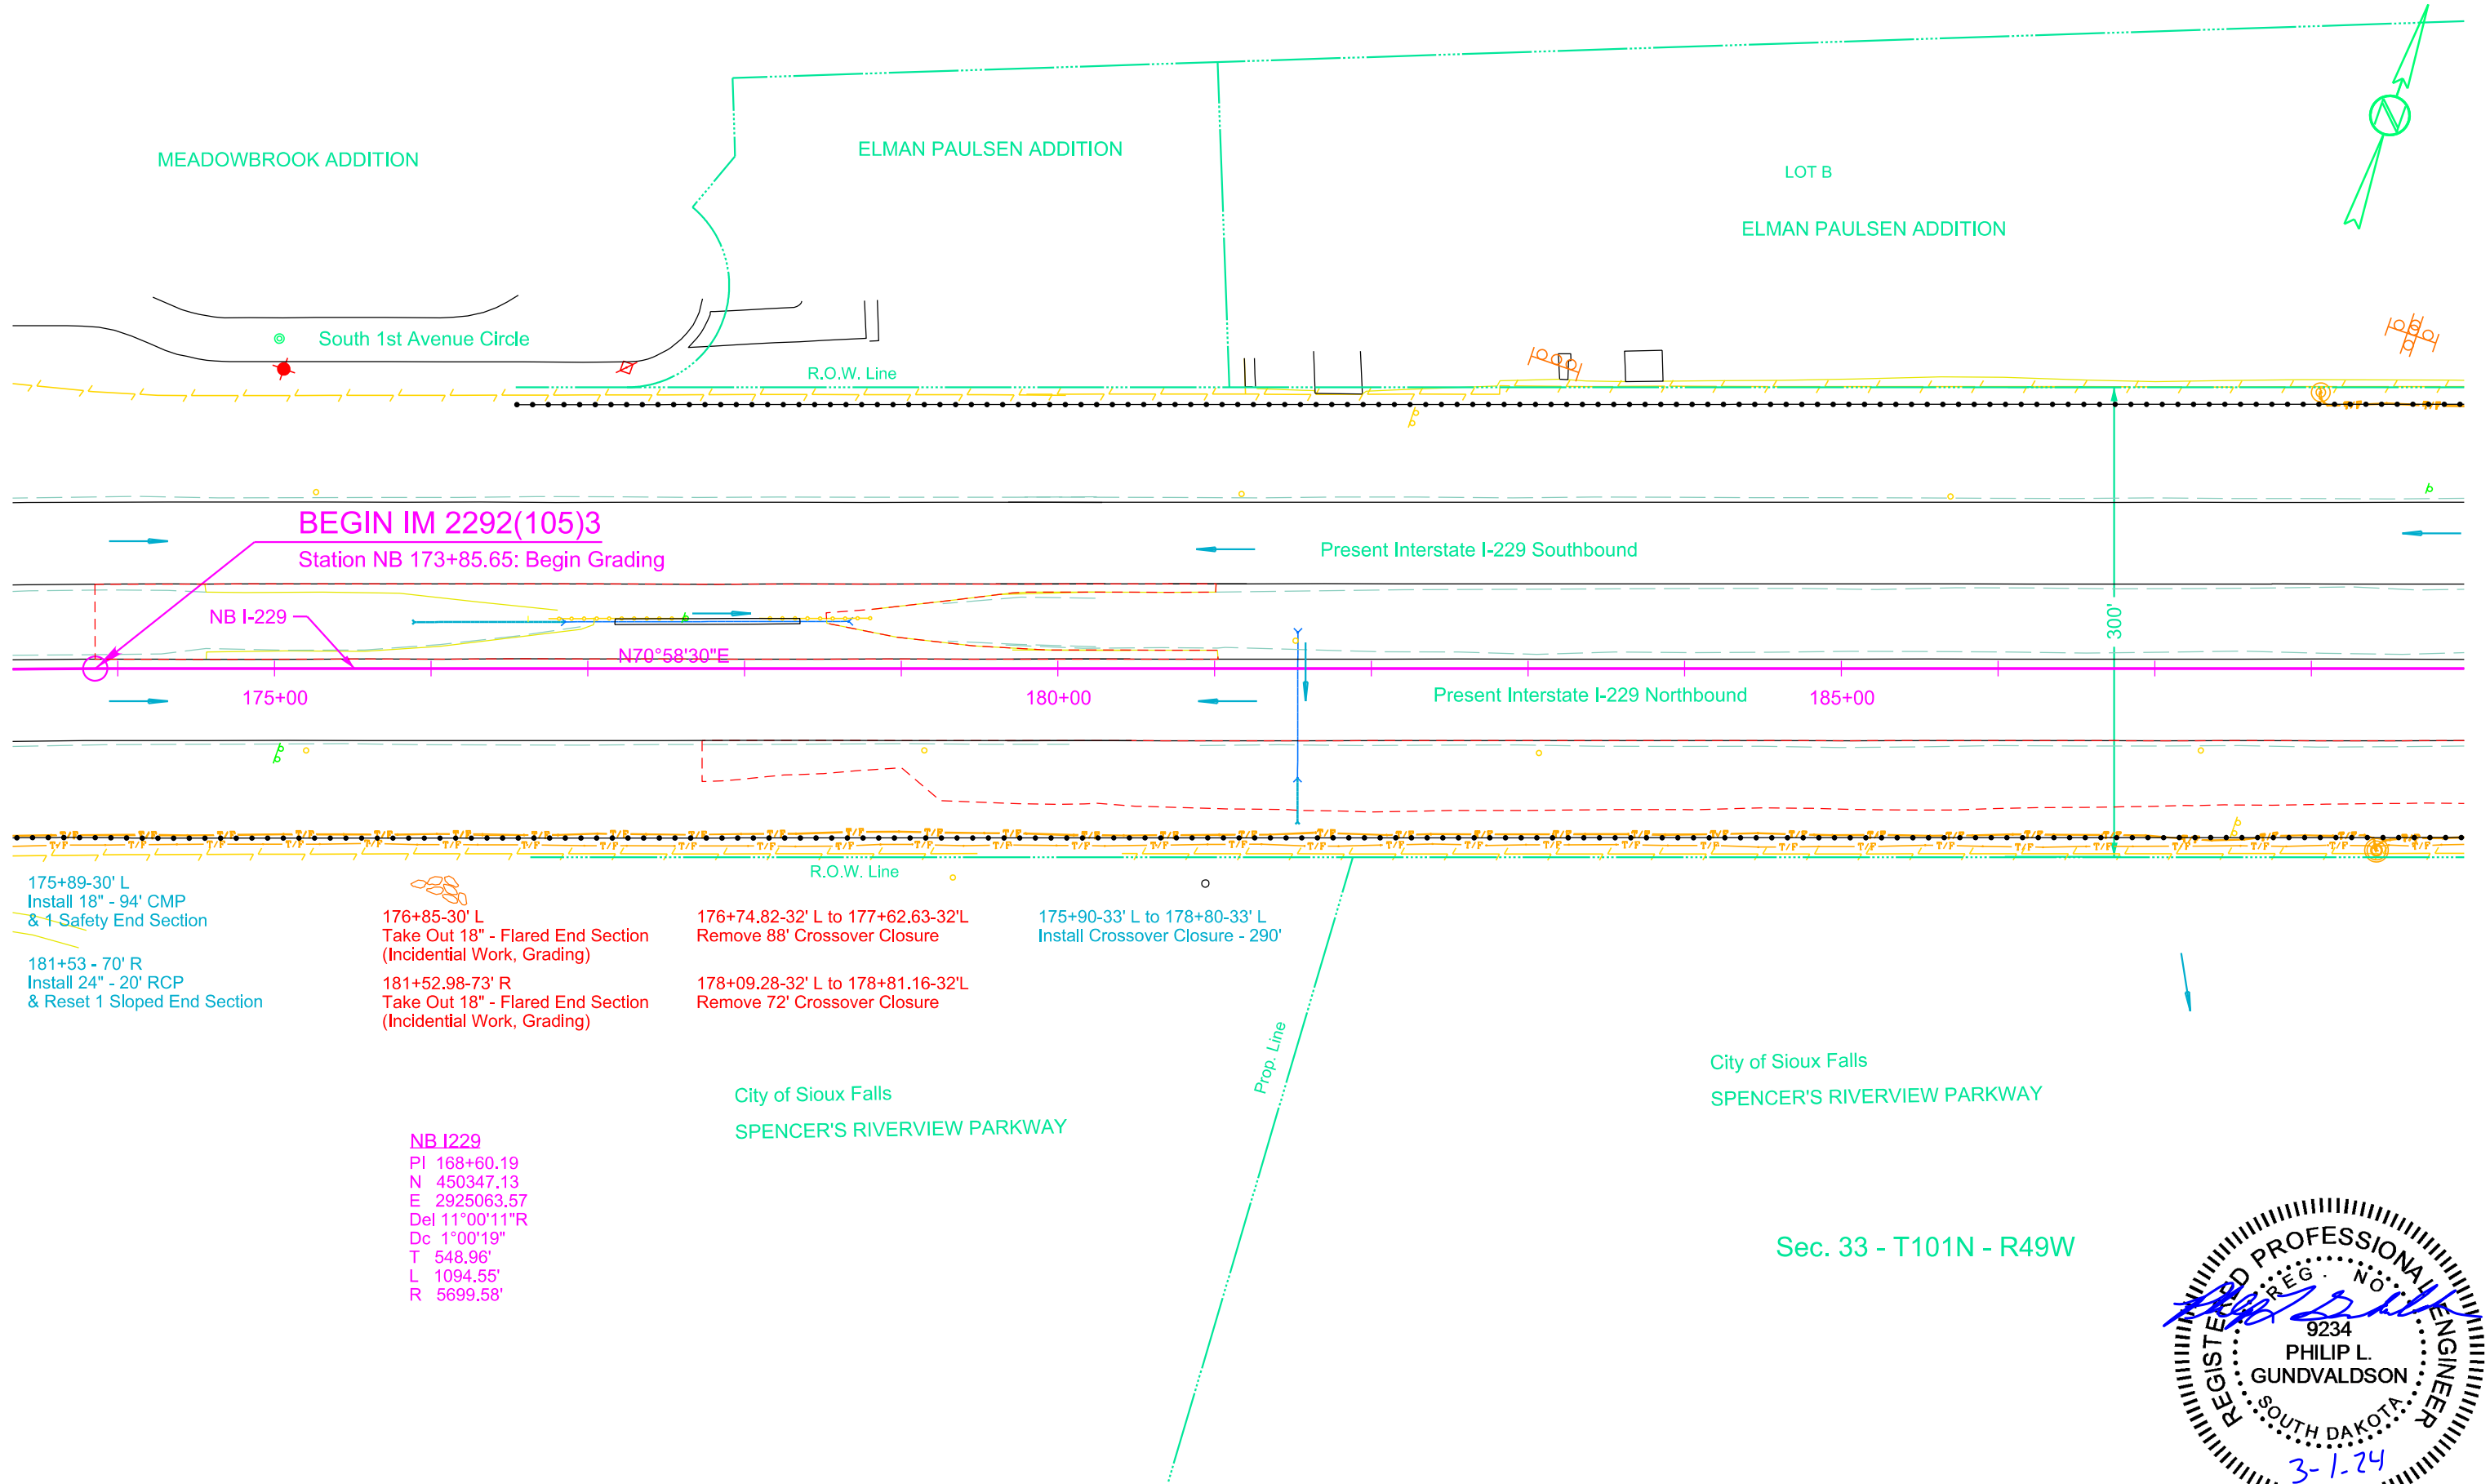 MEADOWBROOK ADDITION
ELMAN PAULSEN ADDITION
LOT B
ELMAN PAULSEN ADDITION
South 1st Avenue Circle
R.O.W. Line
T/F T/F
BEGIN IM 2292(105)3
Station NB 173+85.65: Begin Grading
Present Interstate I-229 Southbound
NB I-229
300'
N70°58'30"E
175+00
180+00
Present Interstate I-229 Northbound
185+00
T/F T/F T/F T/F T/F T/F T/F T/F T/F T/F T/F T/F T/F T/F T/F T/F T/F T/F T/F T/F T/F T/F T/F T/F T/F T/F T/F T/F T/F T/F T/F
T/F T/F T/F T/F T/F T/F T/F T/F T/F T/F T/F T/F T/F T/F T/F T/F T/F T/F T/F T/F T/F T/F T/F T/F T/F T/F T/F T/F T/F T/F T/F
R.O.W. Line
175+89-30' L
Install 18" - 94' CMP
& 1 Safety End Section
181+53 - 70' R
Install 24" - 20' RCP
& Reset 1 Sloped End Section
176+85-30' L
Take Out 18" - Flared End Section
(Incidential Work, Grading)
181+52.98-73' R
Take Out 18" - Flared End Section
(Incidential Work, Grading)
176+74.82-32' L to 177+62.63-32'L
Remove 88' Crossover Closure
178+09.28-32' L to 178+81.16-32'L
Remove 72' Crossover Closure
175+90-33' L to 178+80-33' L
Install Crossover Closure - 290'
Prop. Line
City of Sioux Falls
SPENCER'S RIVERVIEW PARKWAY
City of Sioux Falls
SPENCER'S RIVERVIEW PARKWAY
NB I229
PI 168+60.19
N 450347.13
E 2925063.57
Del 11°00'11"R
Dc 1°00'19"
T 548.96'
L 1094.55'
R 5699.58'
Sec. 33 - T101N - R49W
REGISTERED PROFESSIONAL ENGINEER
REG. NO.
9234
PHILIP L.
GUNDVALDSON
SOUTH DAKOTA
3-1-24